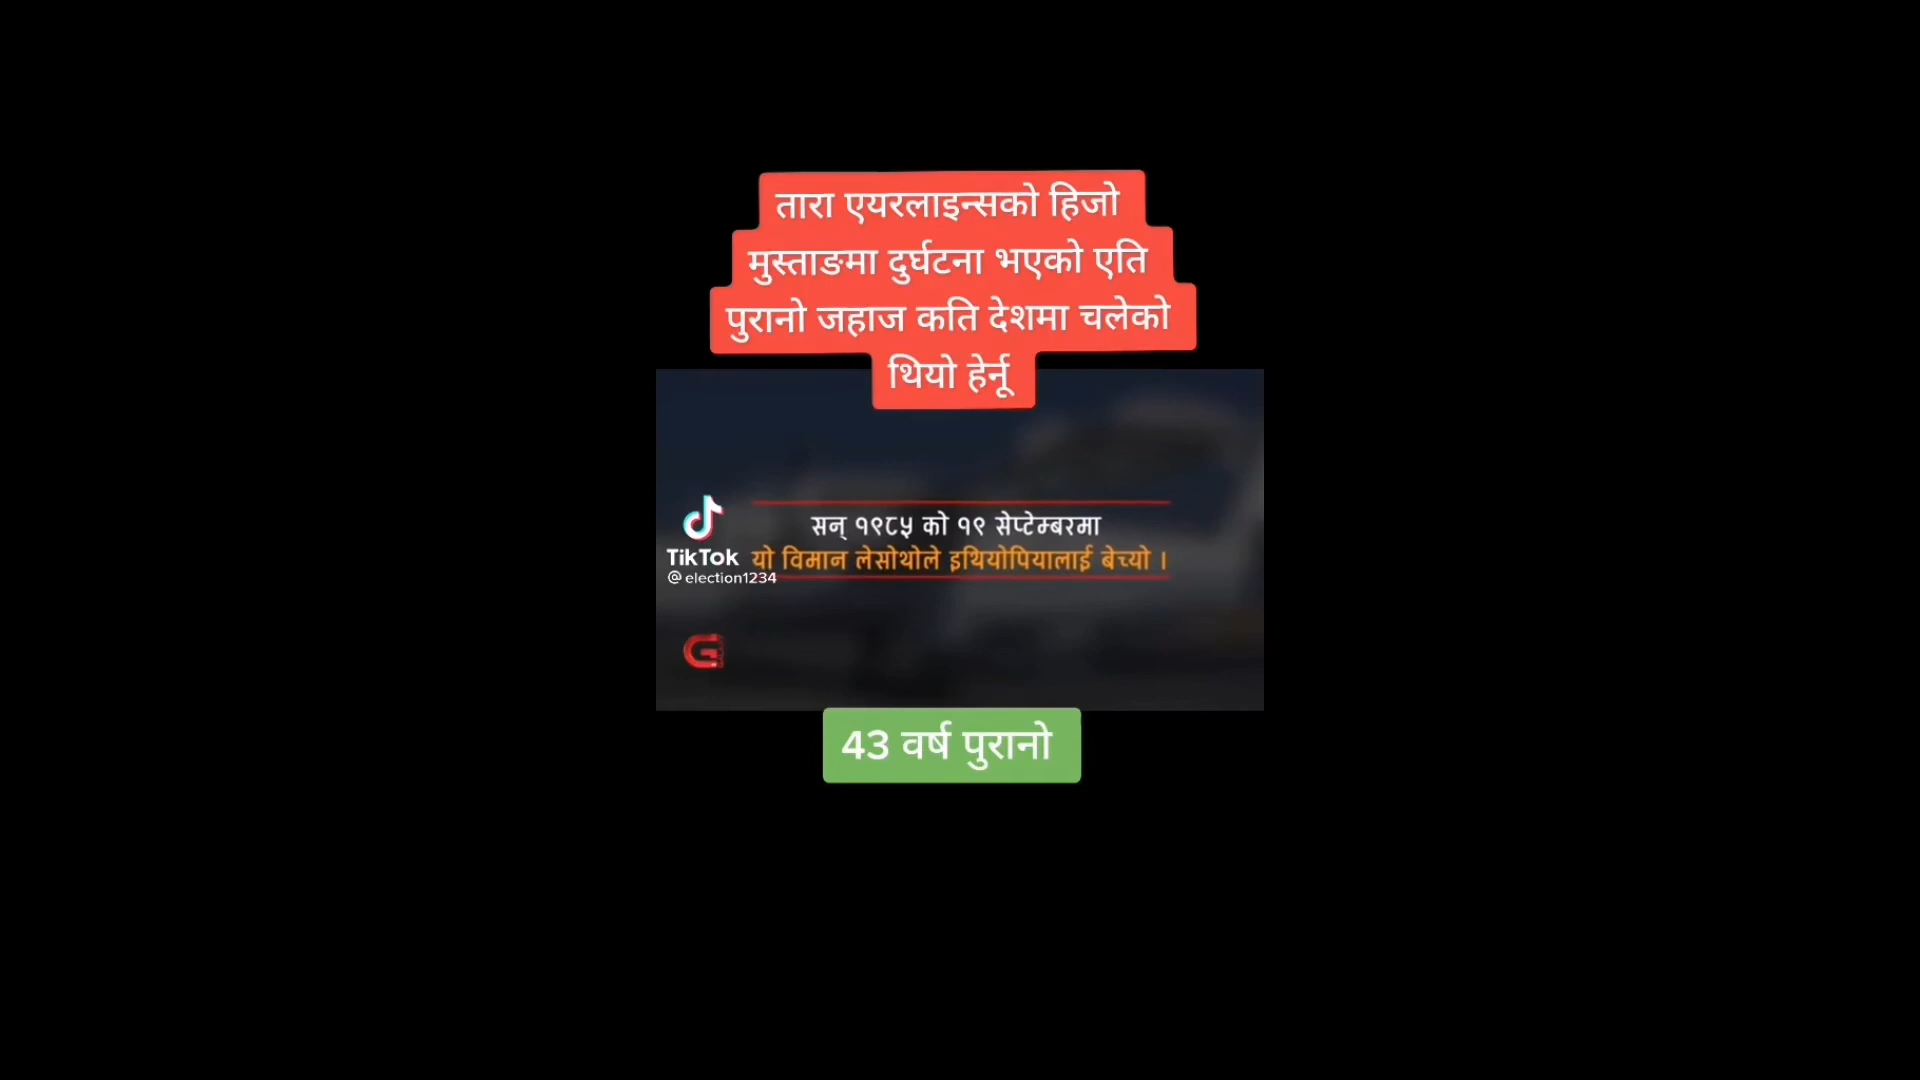 तारा एयरलाइन्सको हिजो
मुस्ताङमा दुर्घटना भएको एति
पुरानो जहाज कति देशमा चलेको
थियो हेर्नू
सन् १९८५ को १९ सेप्टेम्बरमा
यो विमान लेसोथोले इथियोपियालाई बेच्यो ।
TikTok
@election1234
G
43 वर्ष पुरानो